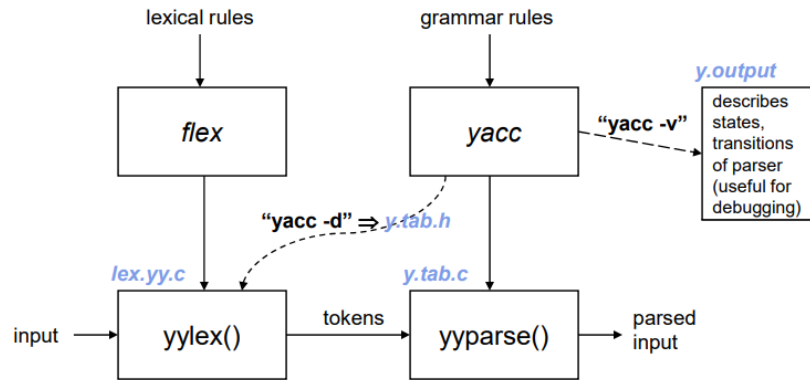 lexical rules
grammar rules
y.output
flex
yacc
“yacc -v”
describes
states,
transitions
of parser
(useful for
debugging)
“yacc -d” ⇒ y.tab.h
lex.yy.c
y.tab.c
input
yylex()
tokens
yyparse()
parsed
input